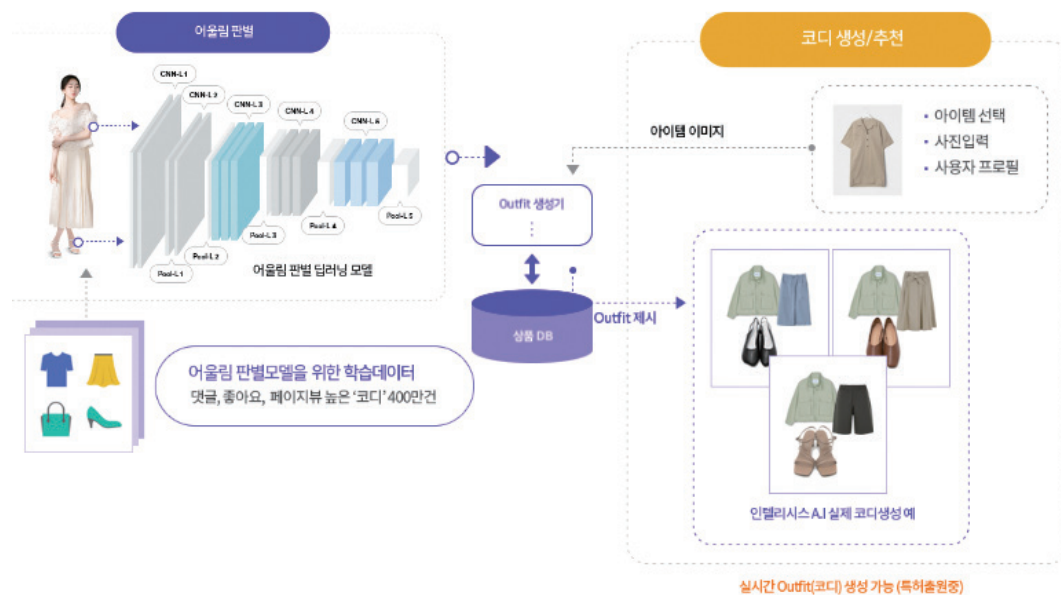 어울림 판별
CNN-L1
CNN-L2
CNN-L3
CNN-L4
CNN-L5
Pool-L1
Pool-L2
Pool-L3
Pool-L4
Pool-L5
어울림 판별 딥러닝 모델
어울림 판별모델을 위한 학습데이터
댓글, 좋아요, 페이지뷰 높은 '코디' 400만건
Outfit 생성기
상품 DB
코디 생성/추천
아이템 이미지
• 아이템 선택
• 사진입력
• 사용자 프로필
Outfit 제시
인텔리시스 A.I 실제 코디생성 예
실시간 Outfit(코디) 생성 가능 (특허출원중)